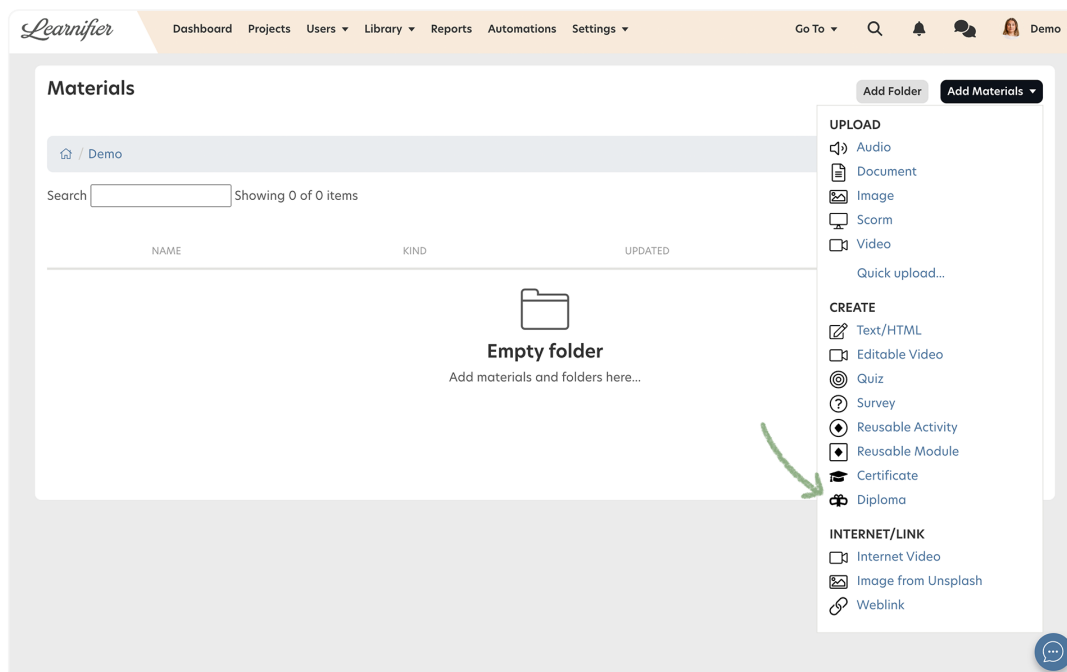 Learnifier Dashboard Projects Users Library Reports Automations Settings Go To Demo
Materials
Add Folder Add Materials
/ Demo
Search Showing 0 of 0 items
NAME KIND UPDATED
Empty folder
Add materials and folders here...
UPLOAD
Audio
Document
Image
Scorm
Video
Quick upload...
CREATE
Text/HTML
Editable Video
Quiz
Survey
Reusable Activity
Reusable Module
Certificate
Diploma
INTERNET/LINK
Internet Video
Image from Unsplash
Weblink